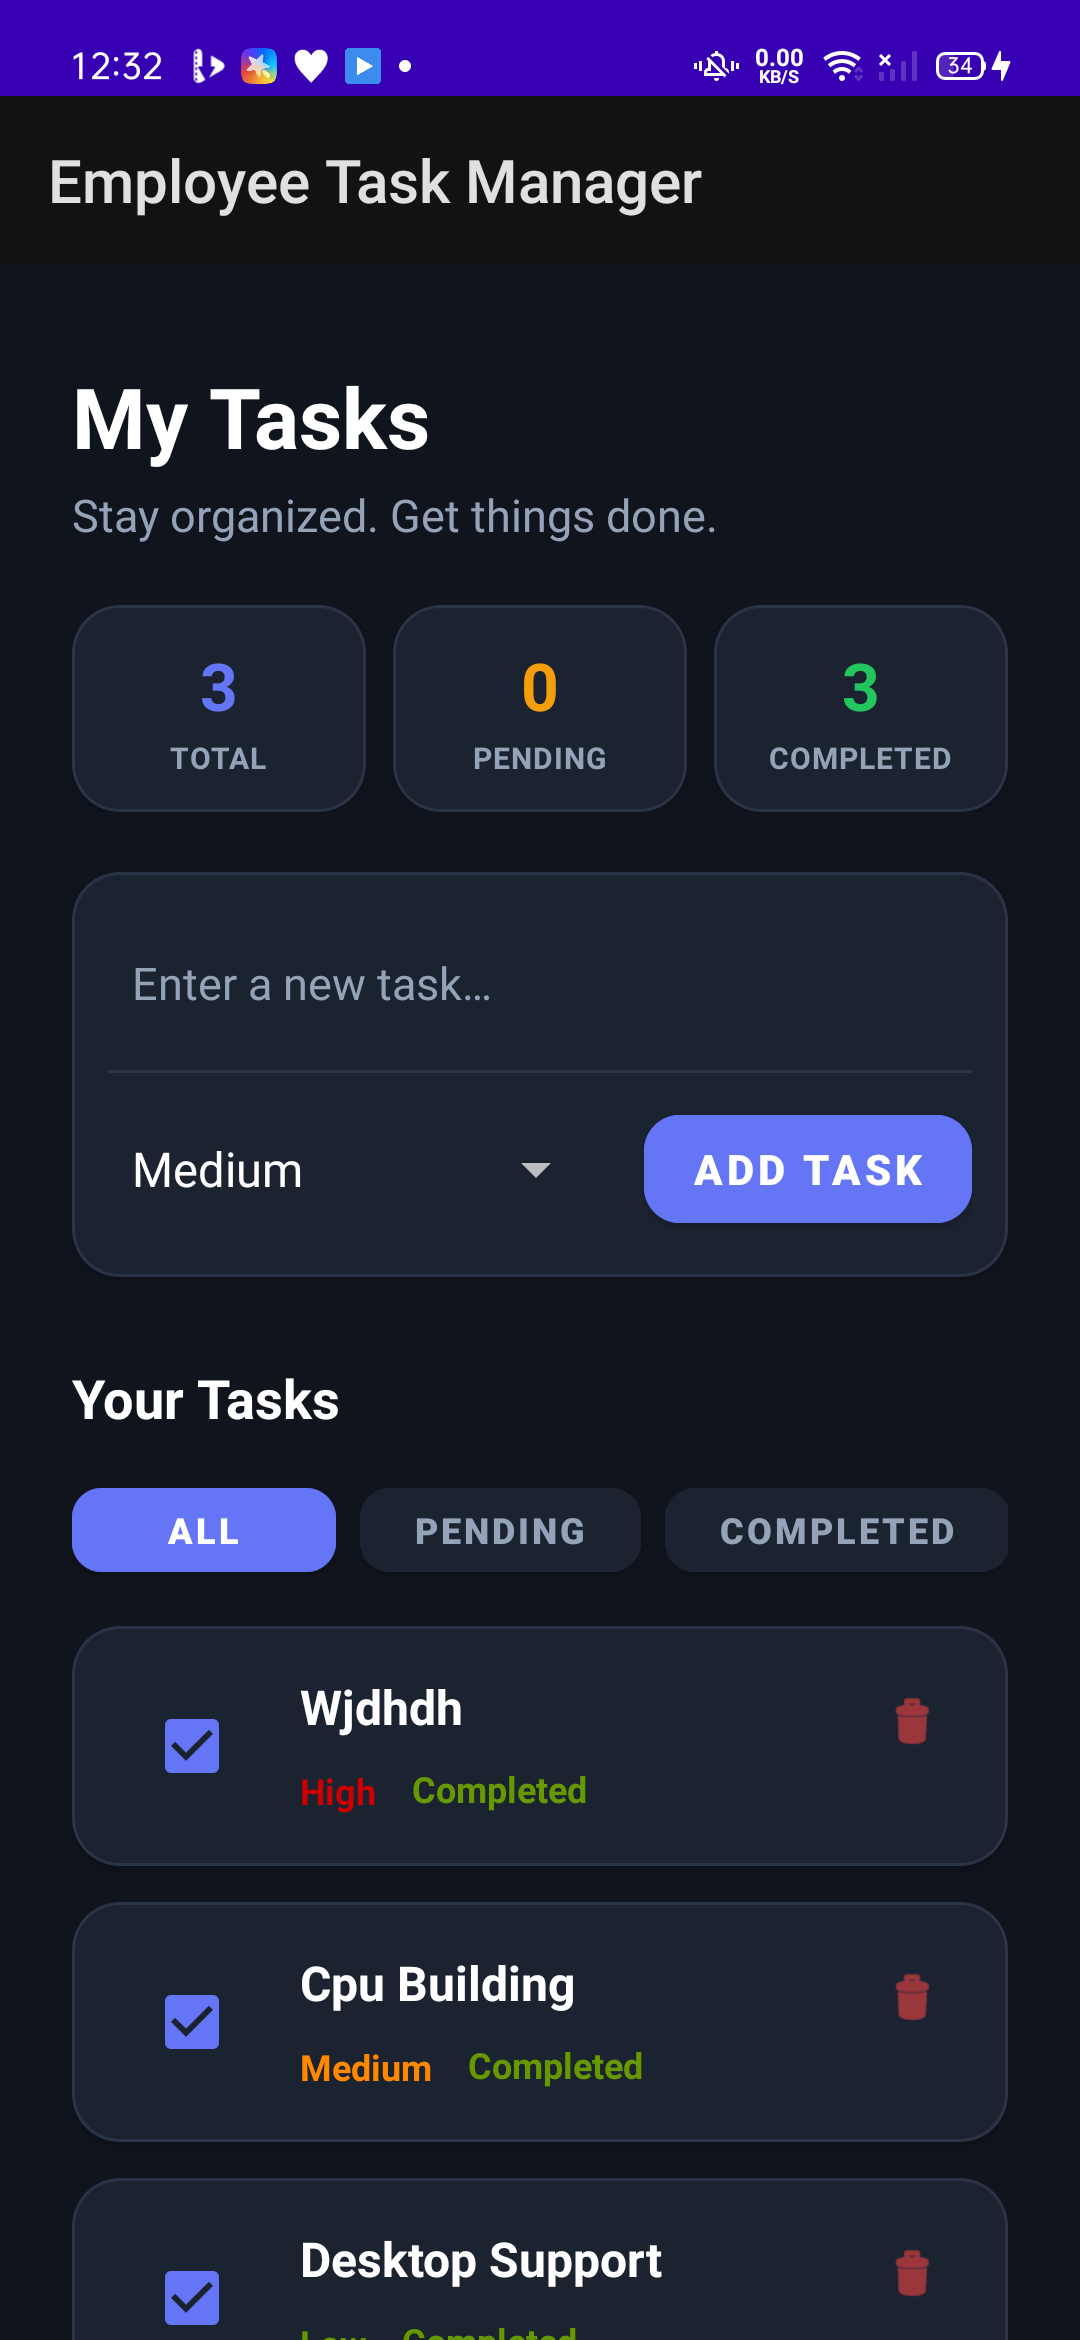 12:32 0.00 KB/S 34
Employee Task Manager
My Tasks
Stay organized. Get things done.
3 0 3
TOTAL PENDING COMPLETED
Enter a new task...
Medium ADD TASK
Your Tasks
ALL PENDING COMPLETED
Wjdhdh
High Completed
Cpu Building
Medium Completed
Desktop Support
Low Completed